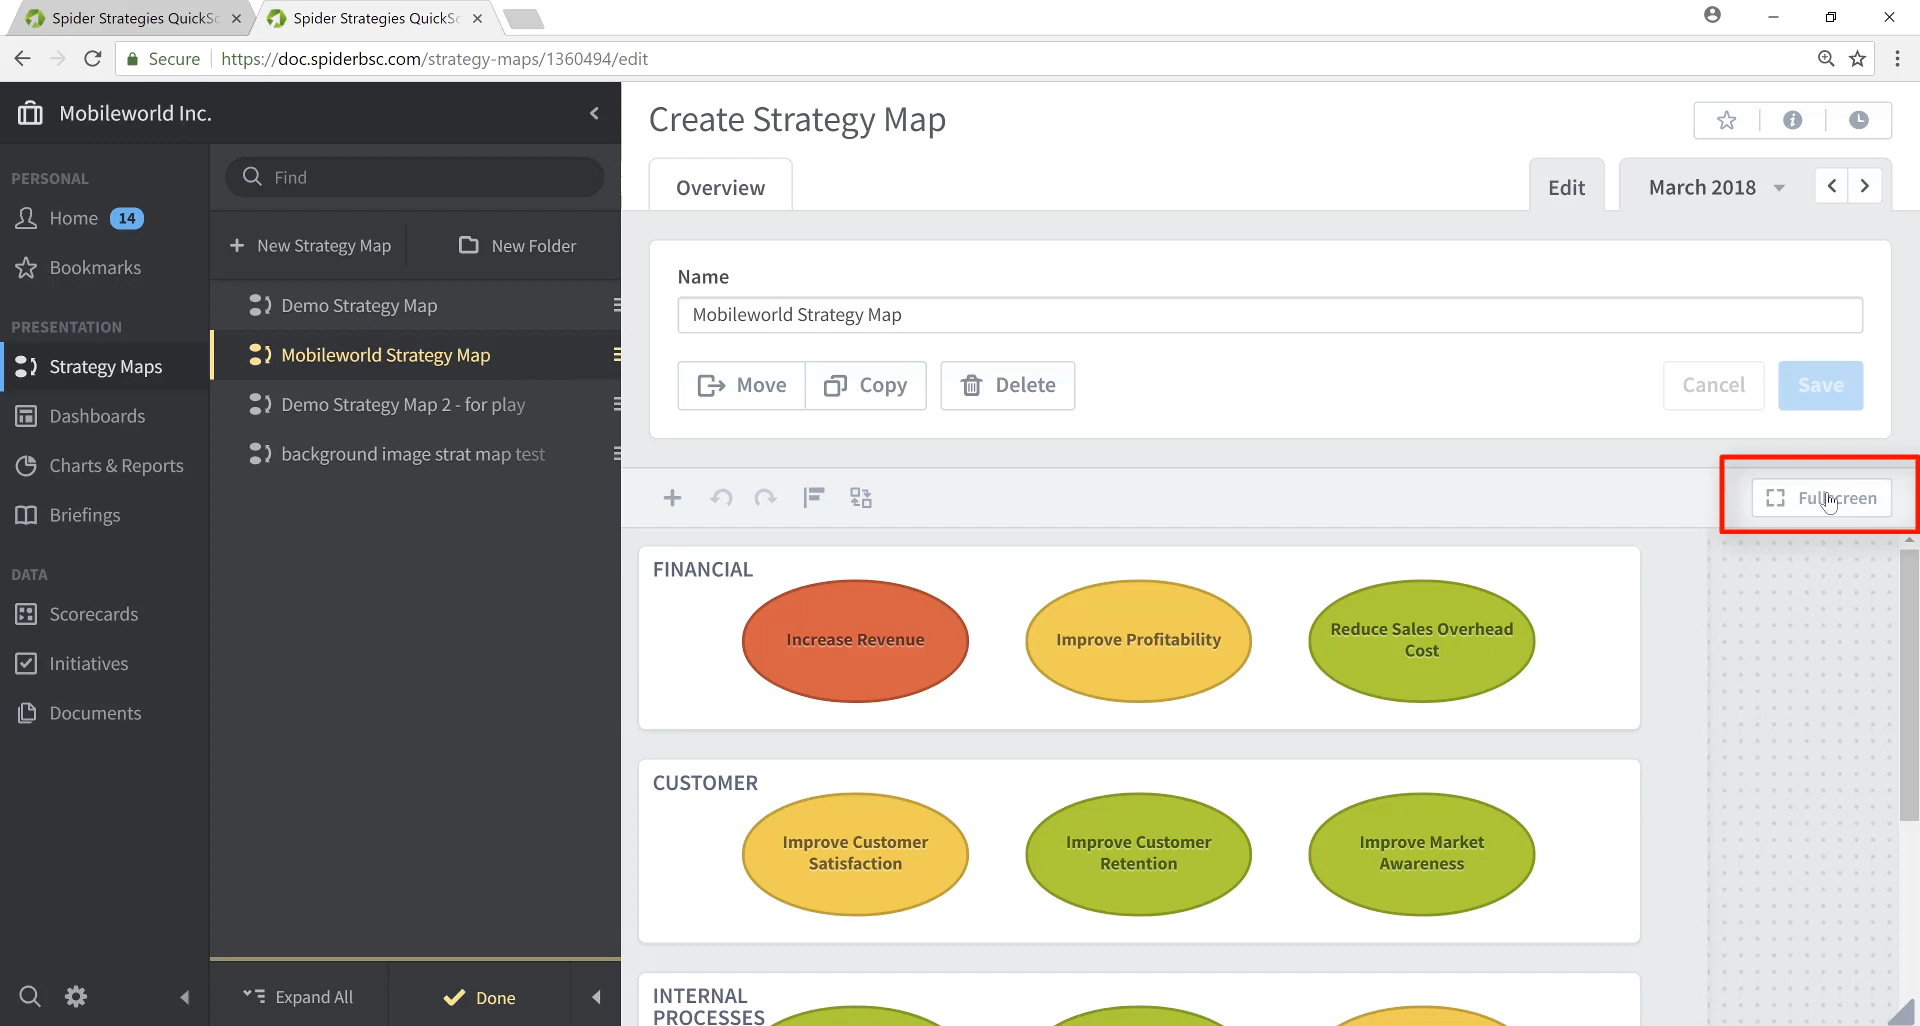 Spider Strategies QuickSc
Spider Strategies QuickSc
Secure
https://doc.spiderbsc.com/strategy-maps/1360494/edit
Mobileworld Inc.
PERSONAL
Home 14
Bookmarks
PRESENTATION
Strategy Maps
Dashboards
Charts & Reports
Briefings
DATA
Scorecards
Initiatives
Documents
Find
New Strategy Map
New Folder
Demo Strategy Map
Mobileworld Strategy Map
Demo Strategy Map 2 - for play
background image strat map test
Expand All
Done
Create Strategy Map
Overview
Edit
March 2018
Name
Mobileworld Strategy Map
Move
Copy
Delete
Cancel
Save
Fullscreen
FINANCIAL
Increase Revenue
Improve Profitability
Reduce Sales Overhead
Cost
CUSTOMER
Improve Customer
Satisfaction
Improve Customer
Retention
Improve Market
Awareness
INTERNAL
PROCESSES